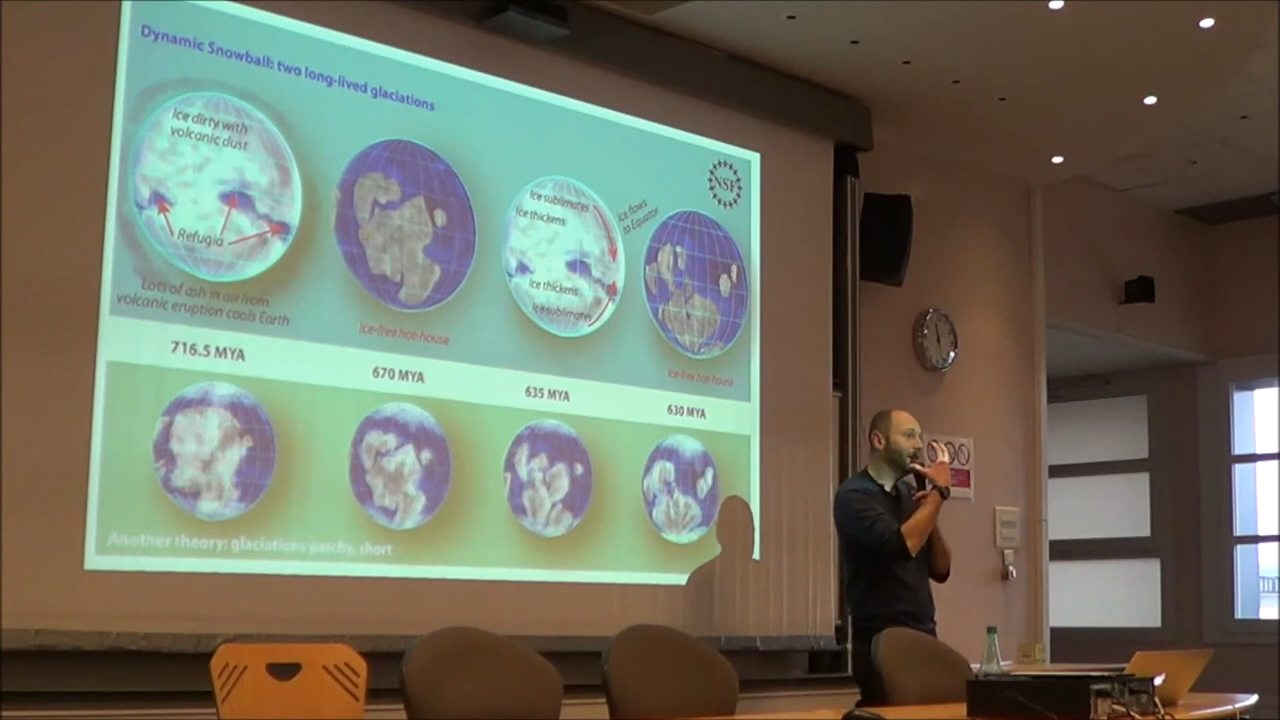 Dynamic Snowball: two long-lived glaciations
Ice dirty with
volcanic dust
Refugia
Lots of ash in air from
volcanic eruption cools Earth
Ice-free hot-house
Ice sublimates
Ice thickens
Ice flows
to Equator
Ice thickens
Ice sublimates
NSF
Ice-free hot-house
716.5 MYA
670 MYA
635 MYA
630 MYA
Another theory: glaciations patchy, short